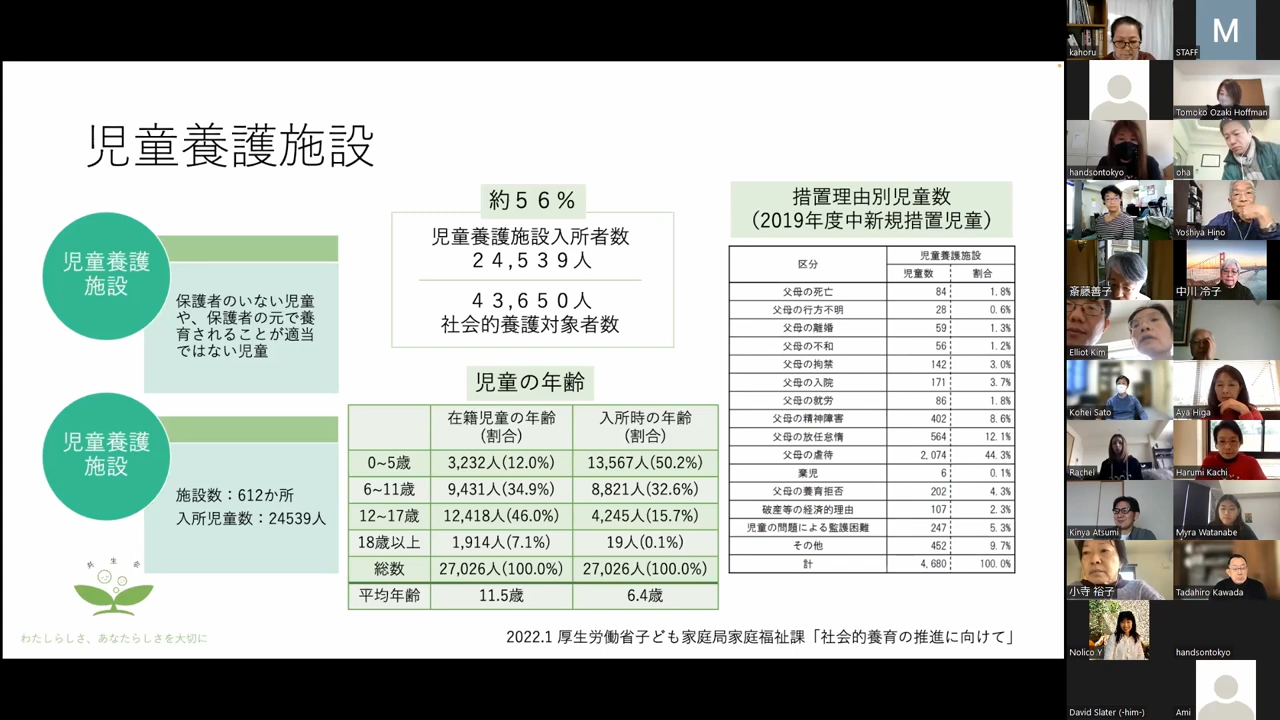 児童養護施設
児童養護
施設
保護者のいない児童
や、保護者の元で養
育されることが適当
ではない児童
児童養護
施設
施設数：612か所
入所児童数：24539人
共 生 会
わたしらしさ、あなたらしさを大切に
約５６%
児童養護施設入所者数
２４,５３９人
４３,６５０人
社会的養護対象者数
児童の年齢
在籍児童の年齢
(割合)
入所時の年齢
(割合)
0~5歳 3,232人(12.0%) 13,567人(50.2%)
6~11歳 9,431人(34.9%) 8,821人(32.6%)
12~17歳 12,418人(46.0%) 4,245人(15.7%)
18歳以上 1,914人(7.1%) 19人(0.1%)
総数 27,026人(100.0%) 27,026人(100.0%)
平均年齢 11.5歳 6.4歳
措置理由別児童数
（2019年度中新規措置児童）
区分 児童養護施設
児童数 割合
父母の死亡 84 1.8%
父母の行方不明 28 0.6%
父母の離婚 59 1.3%
父母の不和 56 1.2%
父母の拘禁 142 3.0%
父母の入院 171 3.7%
父母の就労 86 1.8%
父母の精神障害 402 8.6%
父母の放任怠惰 564 12.1%
父母の虐待 2,074 44.3%
棄児 6 0.1%
父母の養育拒否 202 4.3%
破産等の経済的理由 107 2.3%
児童の問題による監護困難 247 5.3%
その他 452 9.7%
計 4,680 100.0%
2022.1 厚生労働省子ども家庭局家庭福祉課「社会的養育の推進に向けて」
kahoru
M
STAFF
Tomoko Ozaki Hoffman
handsontokyo
oha
Yoshiya Hino
斎藤善子
中川 冷子
Elliot Kim
Kohei Sato
Aya Higa
Rachel
Harumi Kachi
Kinya Atsumi
Myra Watanabe
小寺 裕子
Tadahiro Kawada
Nolico Y
handsontokyo
David Slater (-him-)
Ami